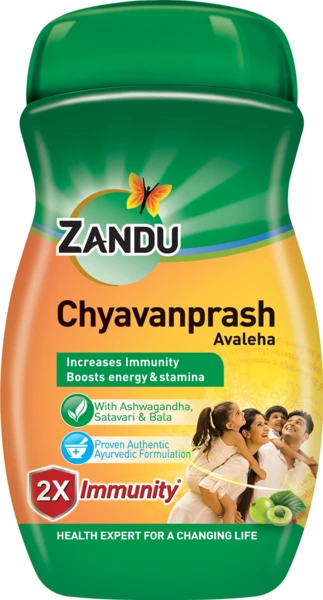 ZANDU
Chyavanprash
Avaleha
Increases Immunity
Boosts energy & stamina
With Ashwagandha,
Satavari & Bala
Proven Authentic
Ayurvedic Formulation
2X Immunity*
HEALTH EXPERT FOR A CHANGING LIFE